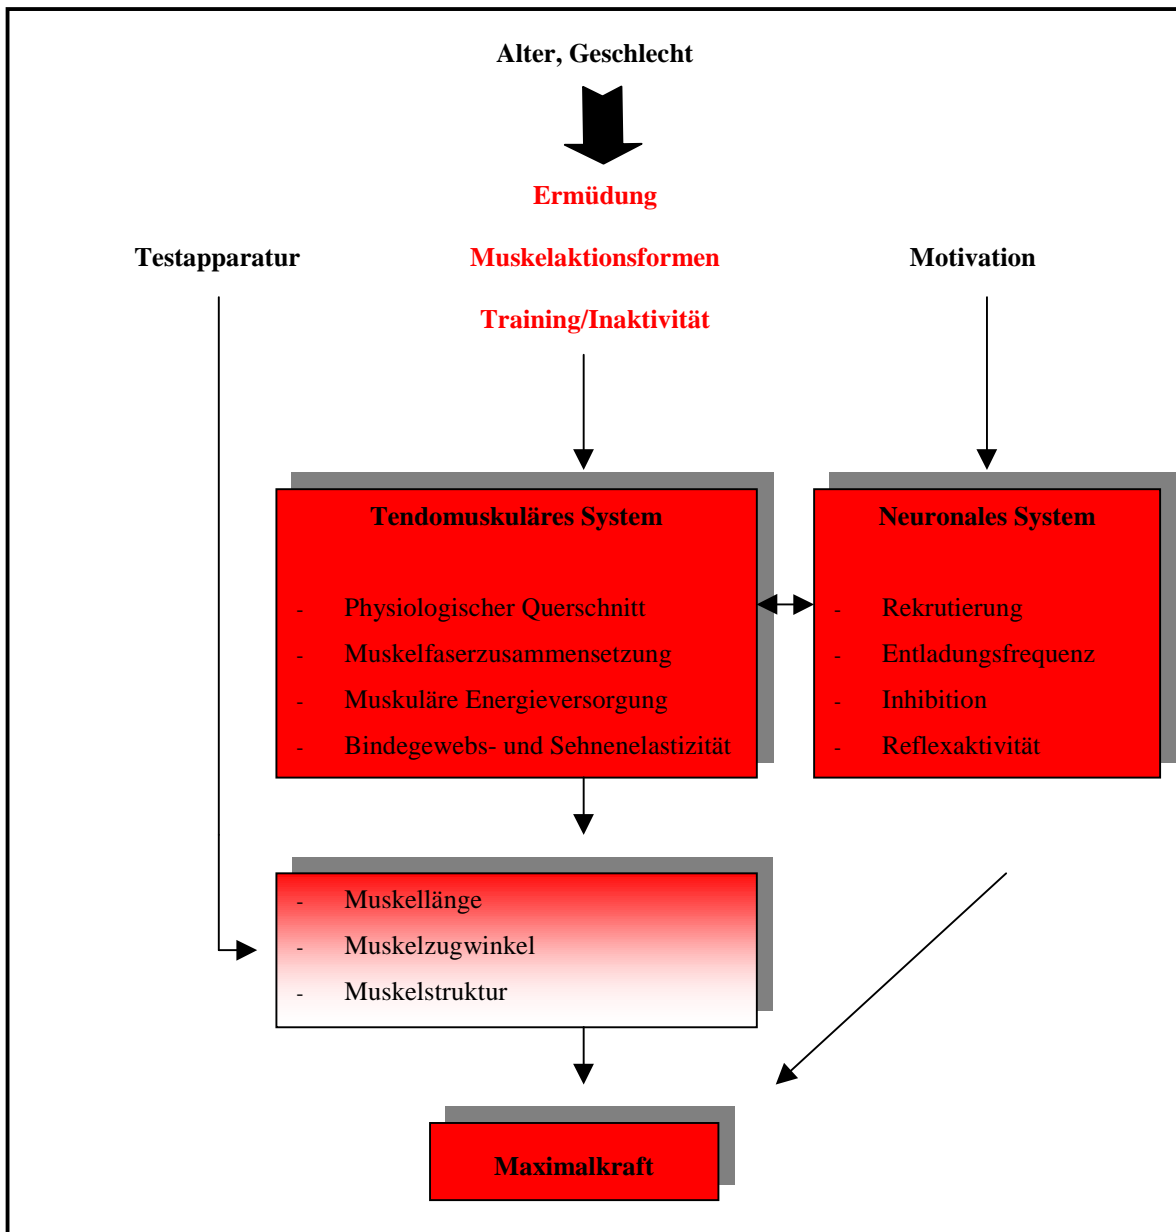 Alter, Geschlecht
Ermüdung
Testapparatur
Muskelaktionsformen
Motivation
Training/Inaktivität
Tendomuskuläres System
- Physiologischer Querschnitt
- Muskelfaserzusammensetzung
- Muskuläre Energieversorgung
- Bindegewebs- und Sehnenelastizität
Neuronales System
- Rekrutierung
- Entladungsfrequenz
- Inhibition
- Reflexaktivität
- Muskellänge
- Muskelzugwinkel
- Muskelstruktur
Maximalkraft